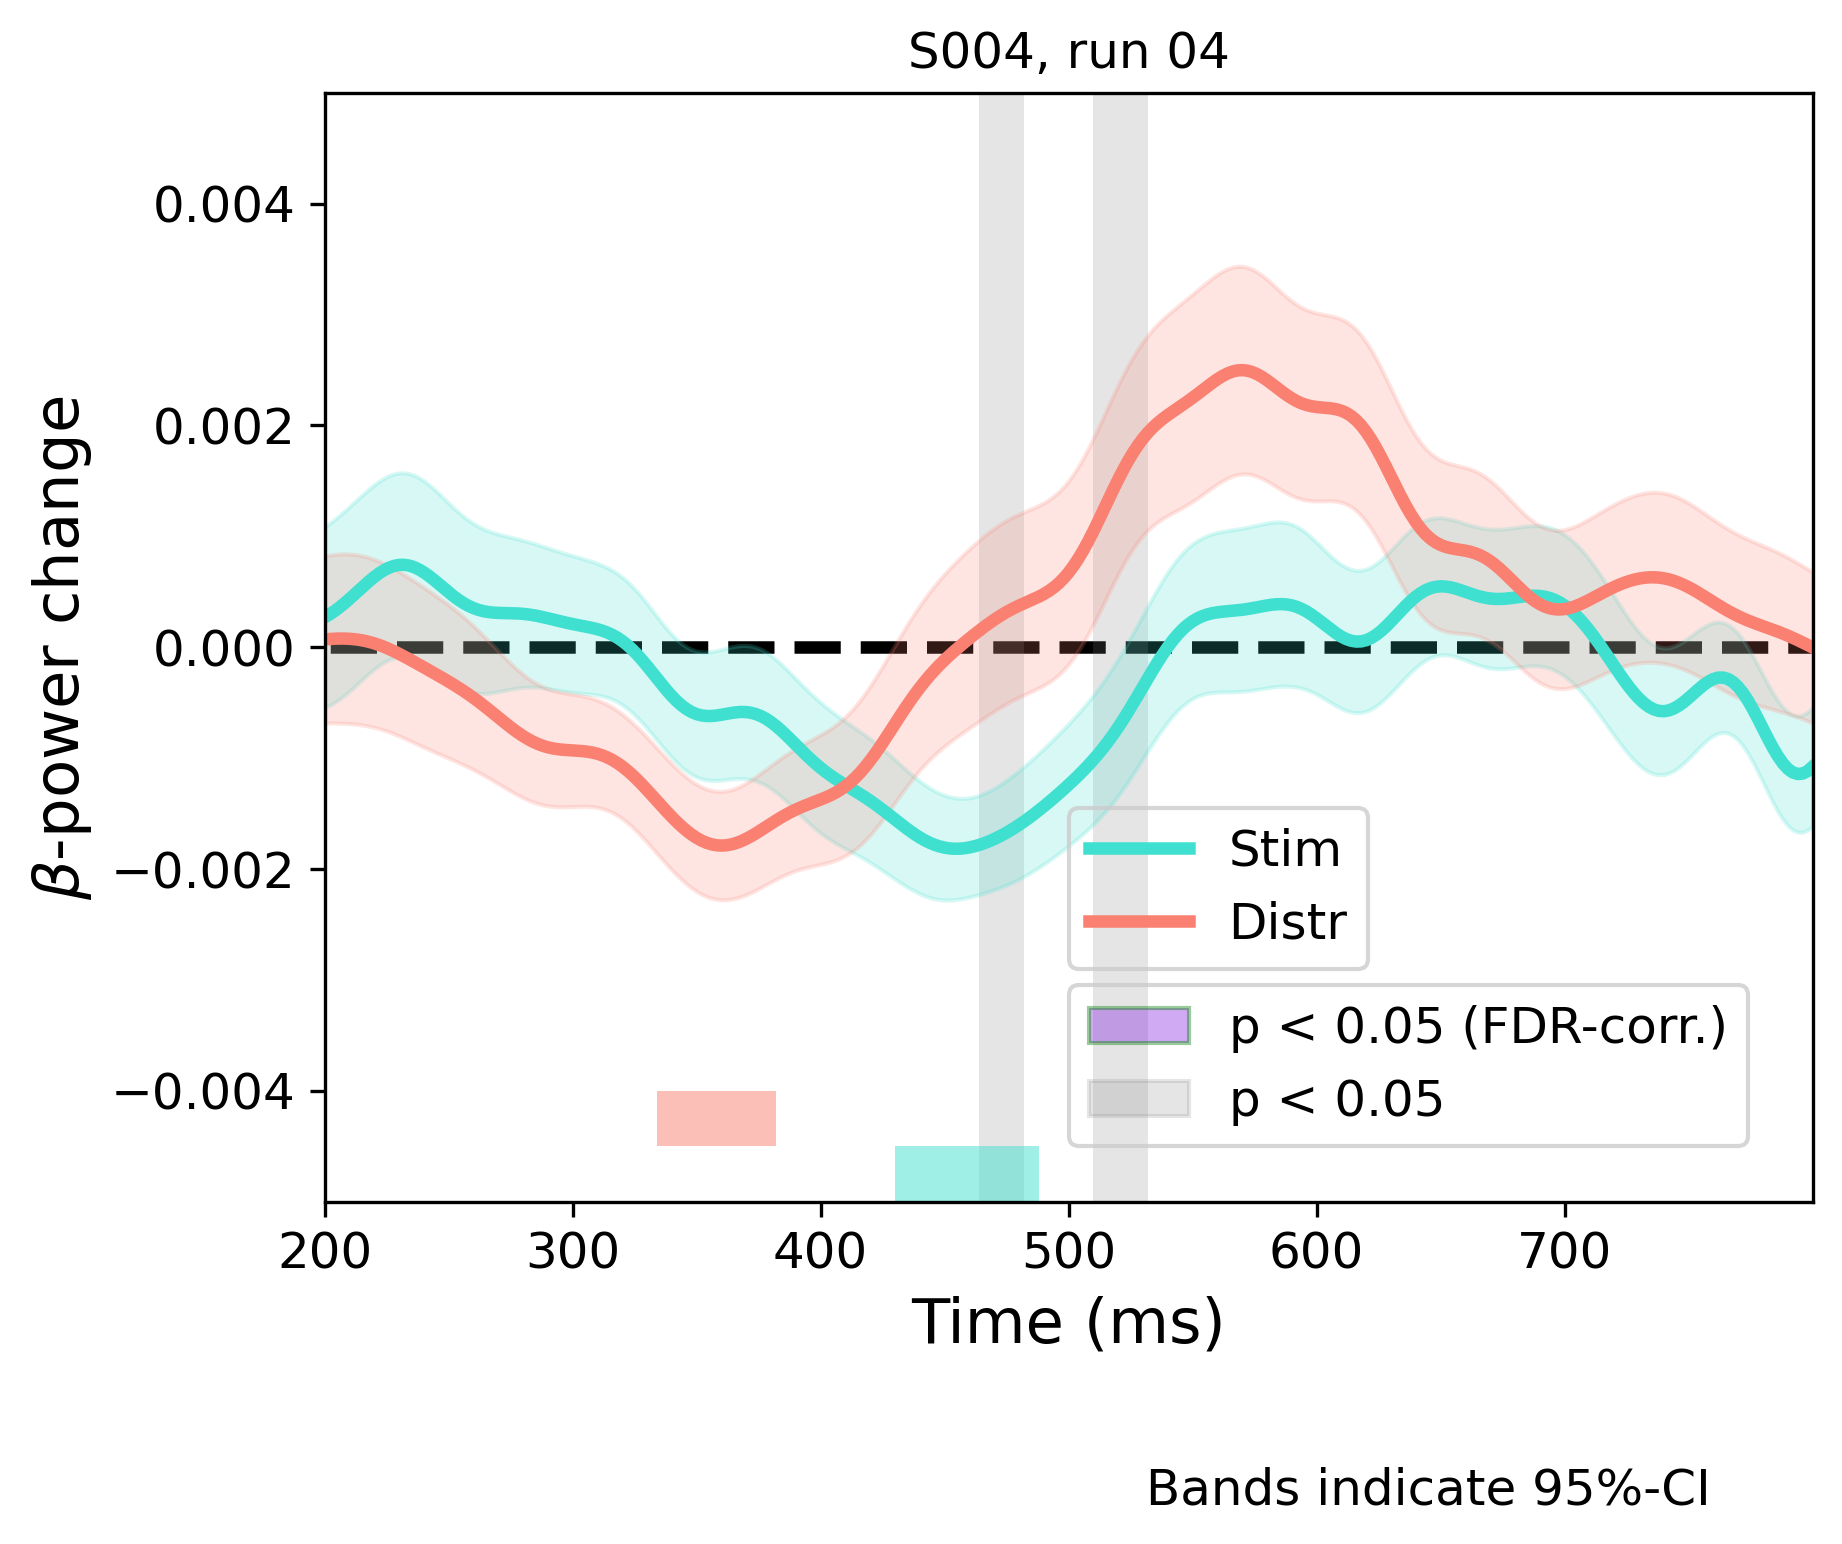 S004, run 04
0.004
0.002
0.000
−0.002
−0.004
β-power change
Stim
Distr
p < 0.05 (FDR-corr.)
p < 0.05
200 300 400 500 600 700
Time (ms)
Bands indicate 95%-CI